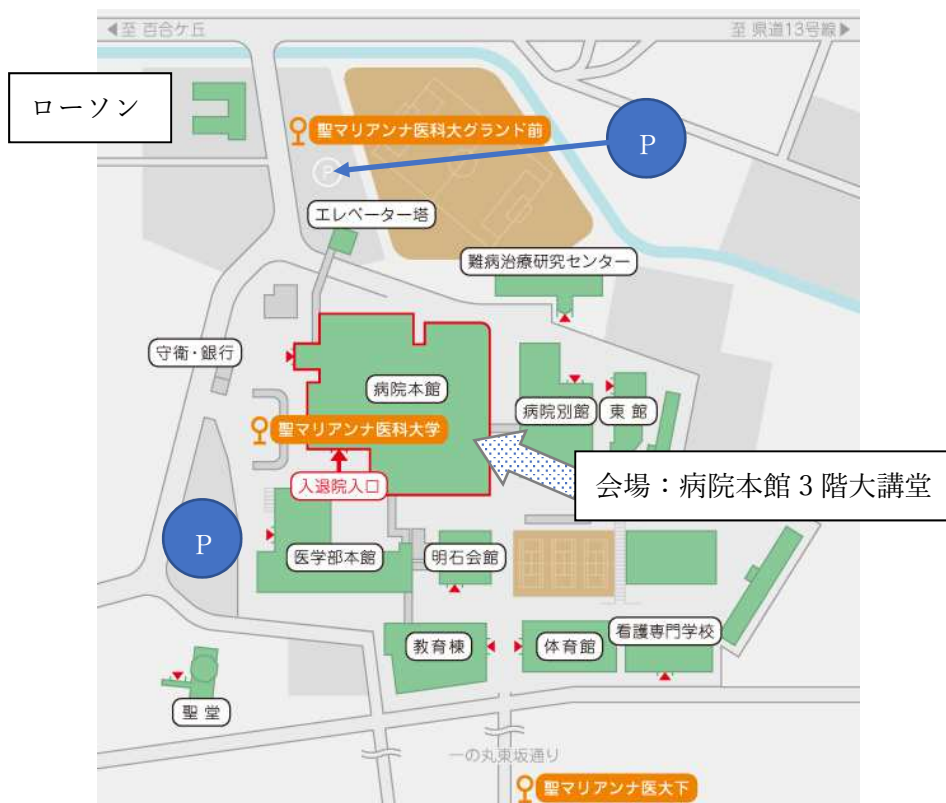 ◀至 百合ケ丘
至 県道13号線▶
ローソン
聖マリアンナ医科大グランド前
P
P
エレベーター塔
難病治療研究センター
守衛・銀行
病院本館
病院別館
東 館
聖マリアンナ医科大学
入退院入口
会場：病院本館３階大講堂
P
医学部本館
明石会館
教育棟
体育館
看護専門学校
聖 堂
一の丸東坂通り
聖マリアンナ医大下